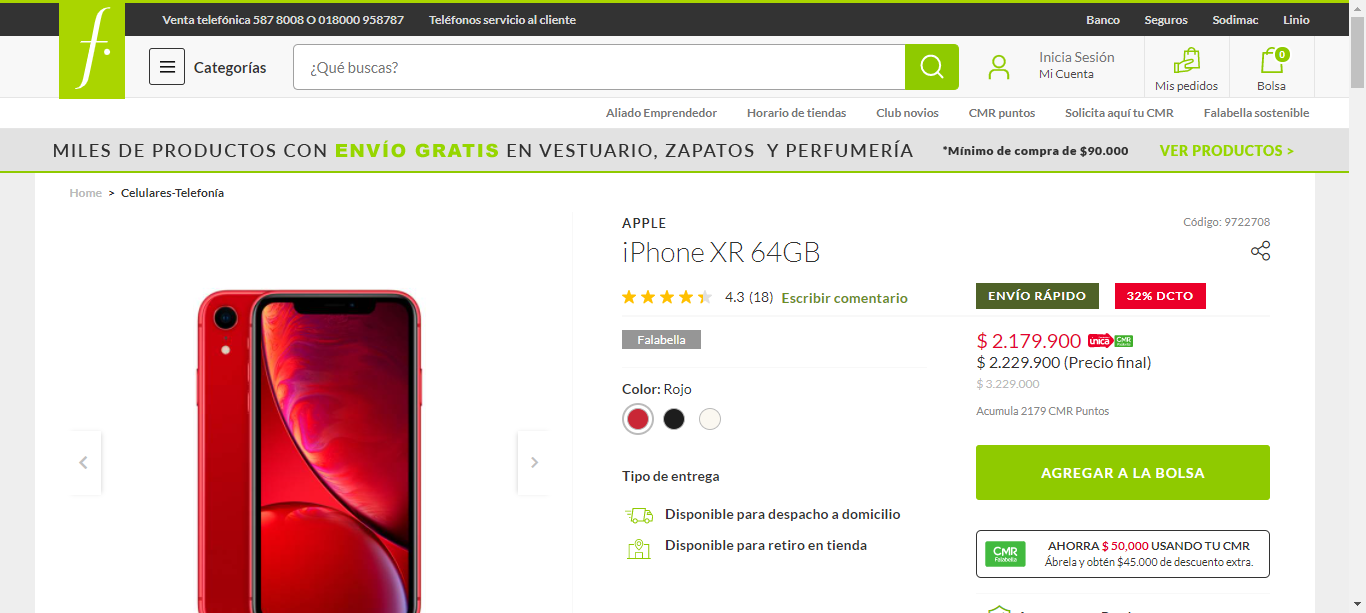 Venta telefónica 587 8008 O 018000 958787
Teléfonos servicio al cliente
Banco
Seguros
Sodimac
Linio
f.
Categorías
¿Qué buscas?
Inicia Sesión
Mi Cuenta
Mis pedidos
0
Bolsa
Aliado Emprendedor
Horario de tiendas
Club novios
CMR puntos
Solicita aquí tu CMR
Falabella sostenible
MILES DE PRODUCTOS CON ENVÍO GRATIS EN VESTUARIO, ZAPATOS Y PERFUMERÍA *Mínimo de compra de $90.000 VER PRODUCTOS >
Home > Celulares-Telefonía
APPLE
Código: 9722708
iPhone XR 64GB
4.3 (18) Escribir comentario
ENVÍO RÁPIDO
32% DCTO
Falabella
$ 2.179.900 única CMR
$ 2.229.900 (Precio final)
$ 3.229.000
Acumula 2179 CMR Puntos
Color: Rojo
Tipo de entrega
Disponible para despacho a domicilio
Disponible para retiro en tienda
AGREGAR A LA BOLSA
CMR
Falabella
AHORRA $ 50,000 USANDO TU CMR
Ábrela y obtén $45.000 de descuento extra.